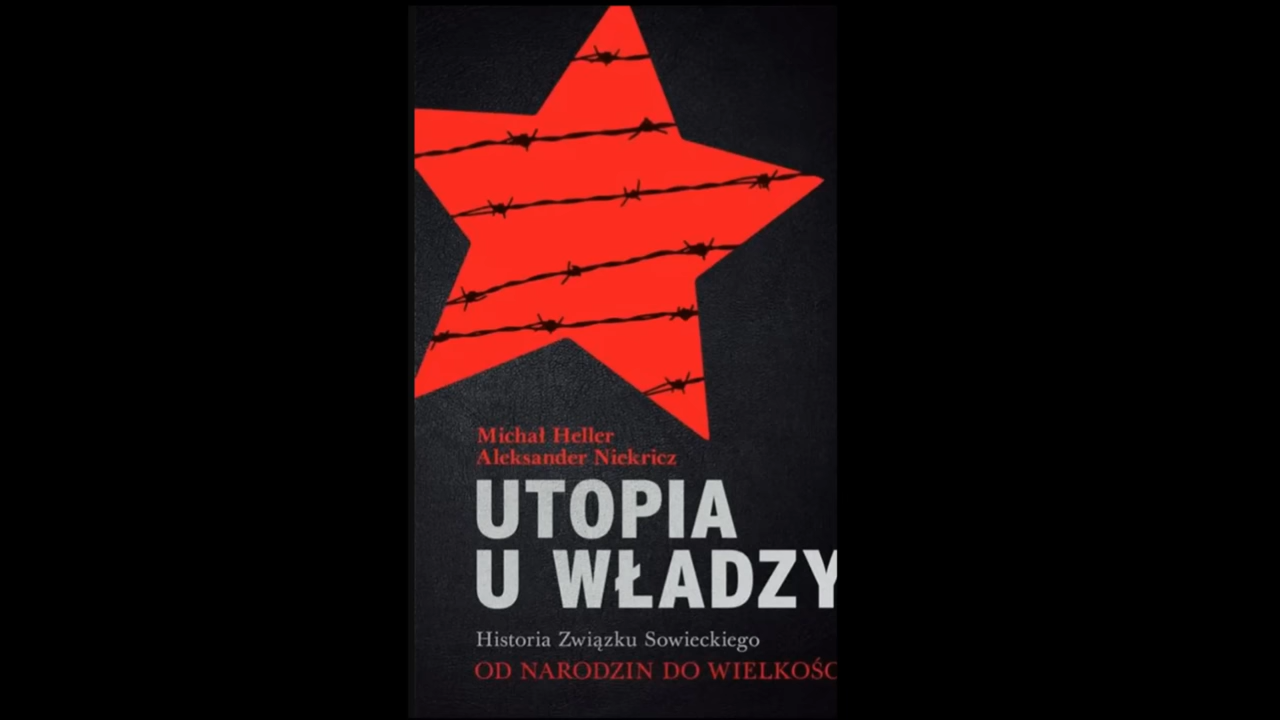 Michał Heller
Aleksander Niekricz
UTOPIA
U WŁADZY
Historia Związku Sowieckiego
OD NARODZIN DO WIELKOŚC